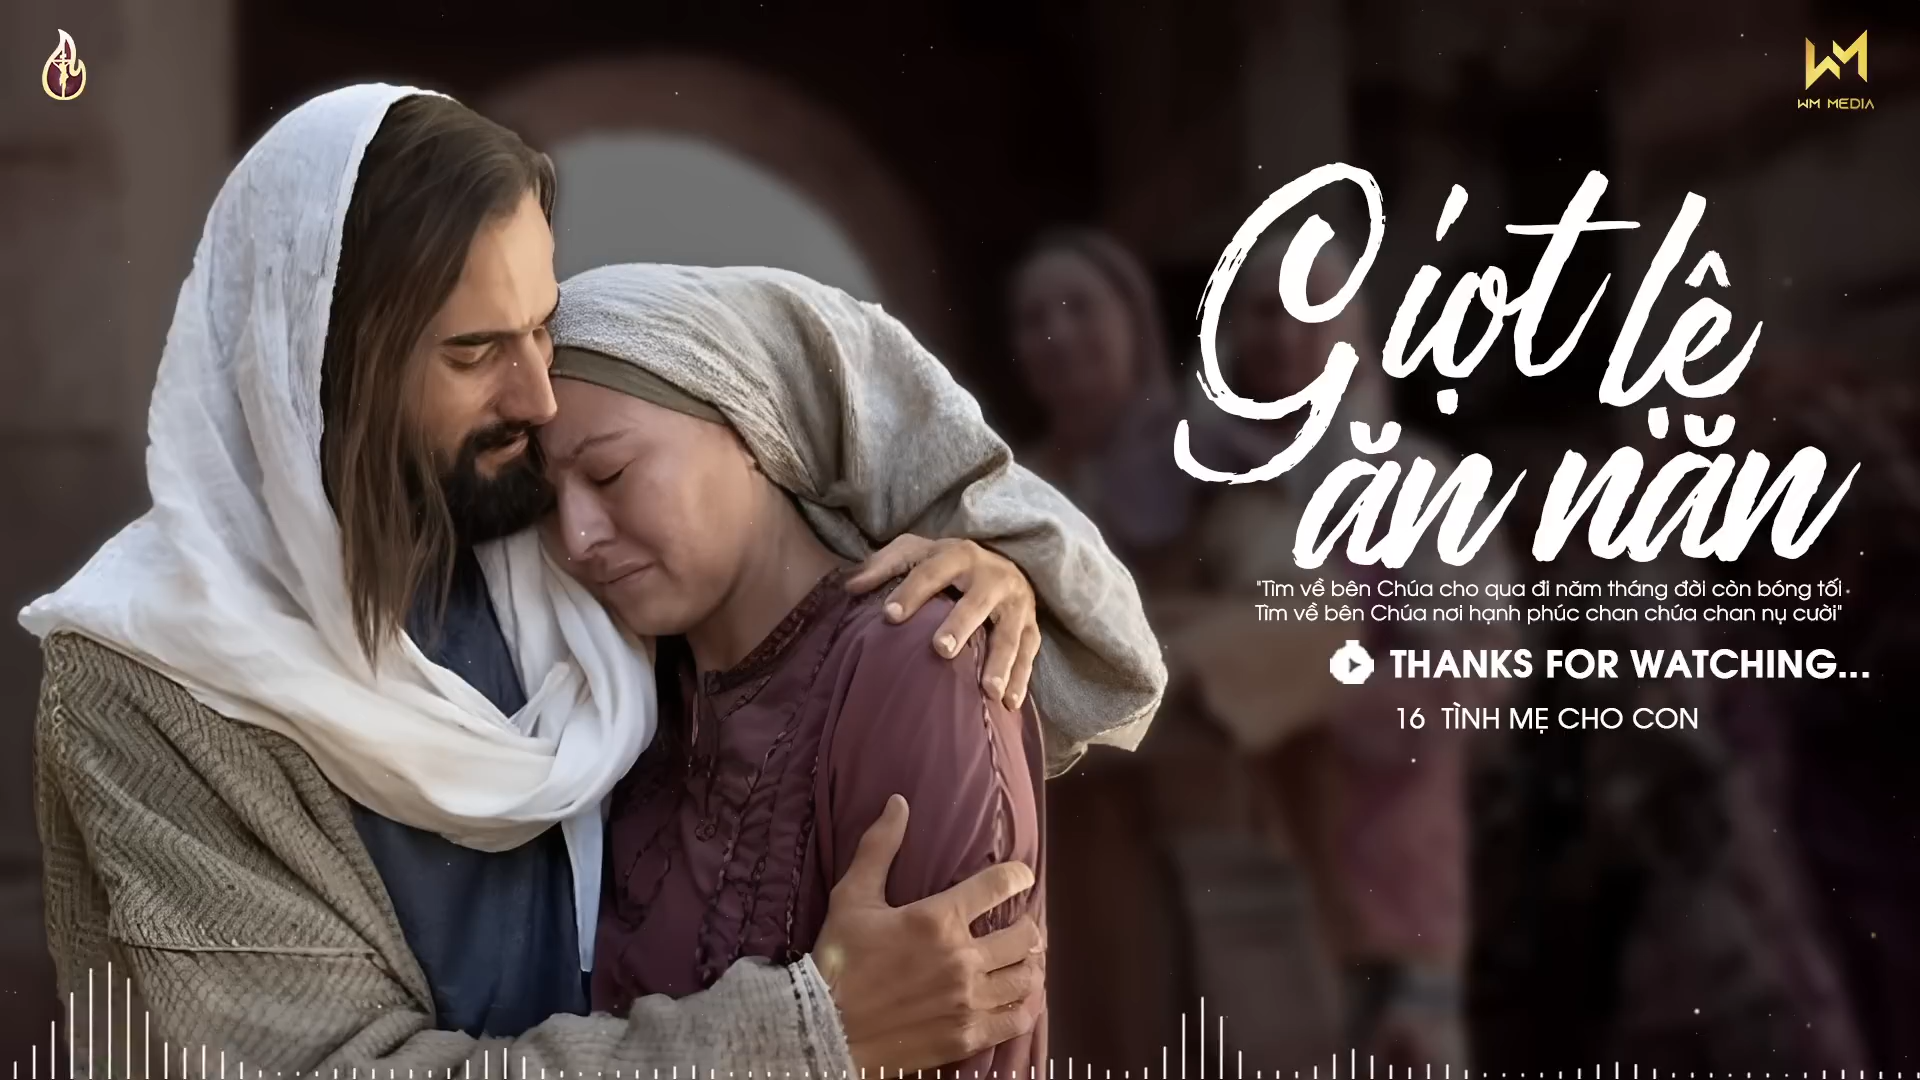 WM MEDIA
Giọt lệ
ăn năn
"Tìm về bên Chúa cho qua đi năm tháng đời còn bóng tối
Tìm về bên Chúa nơi hạnh phúc chan chứa chan nụ cười"
THANKS FOR WATCHING...
16 TÌNH MẸ CHO CON